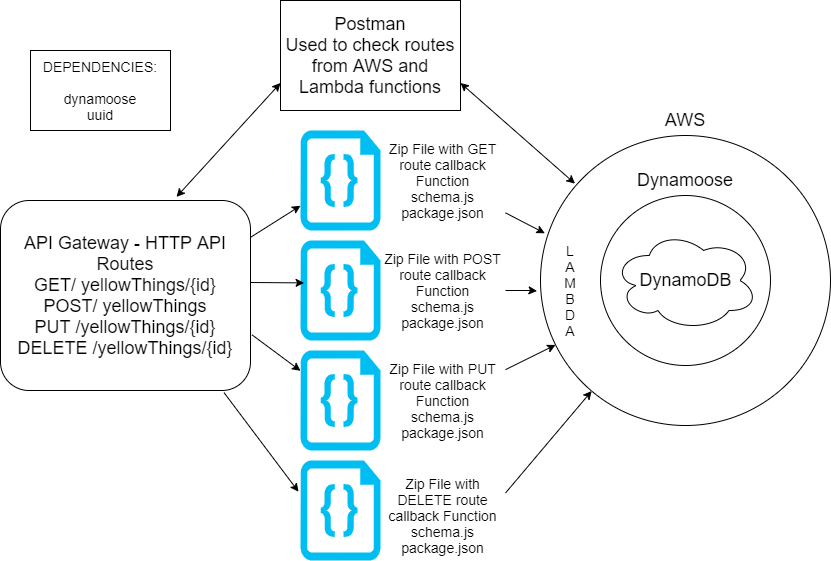 Postman
Used to check routes
from AWS and
Lambda functions
DEPENDENCIES:
dynamoose
uuid
API Gateway - HTTP API
Routes
GET/ yellowThings/{id}
POST/ yellowThings
PUT /yellowThings/{id}
DELETE /yellowThings/{id}
{}
Zip File with GET
route callback
Function
schema.js
package.json
{}
Zip File with POST
route callback
Function
schema.js
package.json
{}
Zip File with PUT
route callback
Function
schema.js
package.json
{}
Zip File with
DELETE route
callback Function
schema.js
package.json
AWS
LAMBDA
Dynamoose
DynamoDB